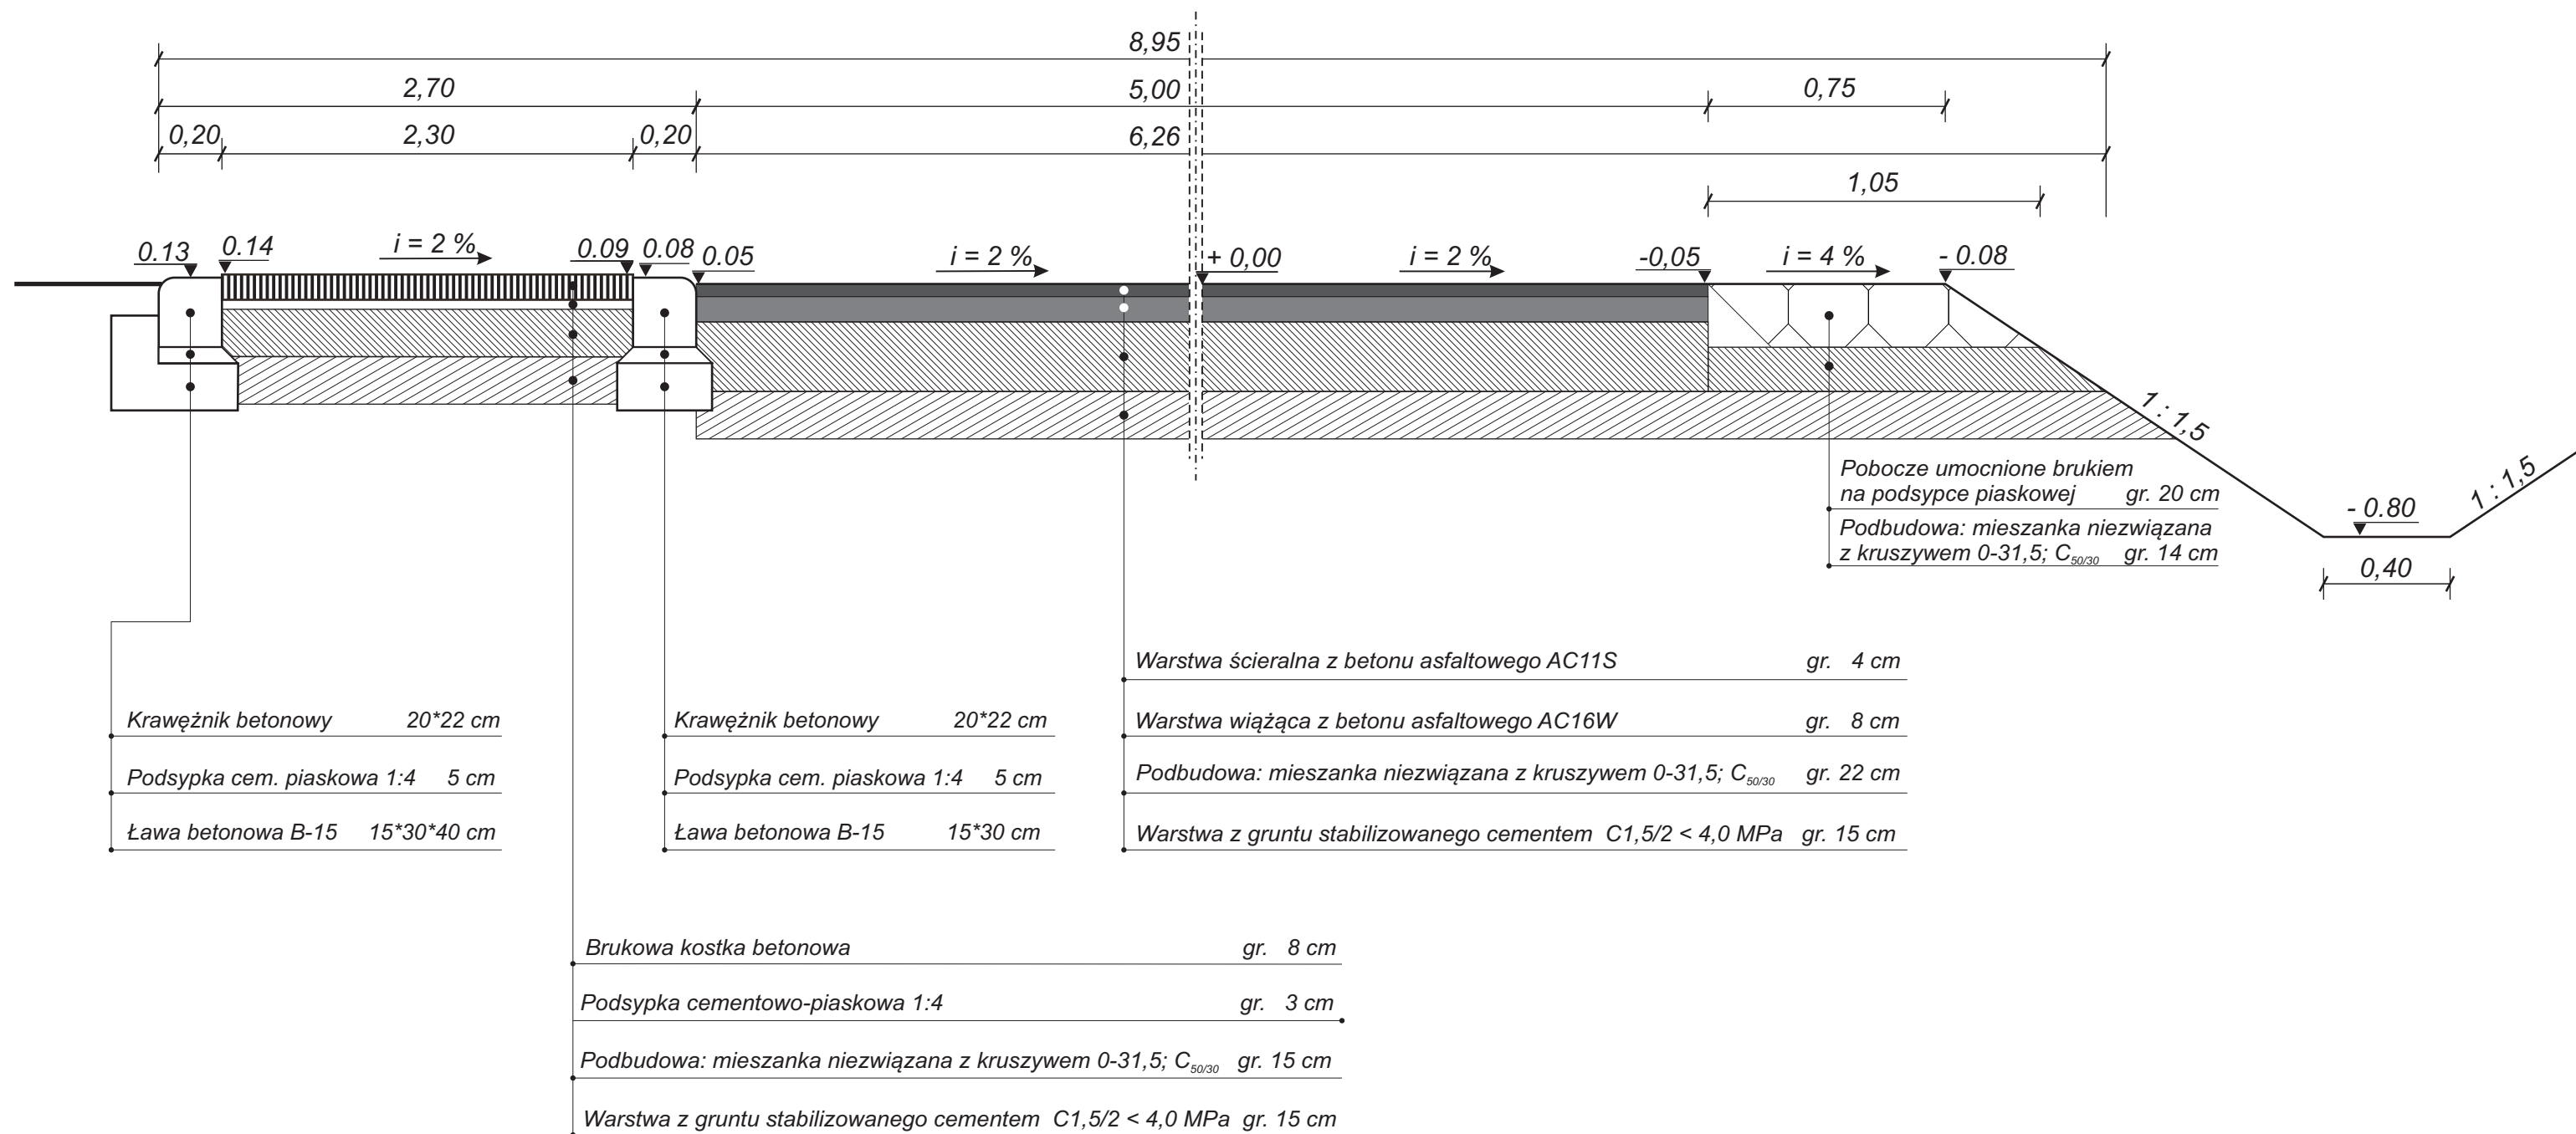 8,95
2,70 5,00 0,75
0,20 2,30 0,20 6,26
1,05
0.13 0.14 i = 2 % 0.09 0.08 0.05 i = 2 % + 0,00 i = 2 % -0,05 i = 4 % - 0.08
1 : 1,5
1 : 1,5
- 0.80
0,40
Pobocze umocnione brukiem
na podsypce piaskowej gr. 20 cm
Podbudowa: mieszanka niezwiązana
z kruszywem 0-31,5; C50/30 gr. 14 cm
Krawężnik betonowy 20*22 cm
Podsypka cem. piaskowa 1:4 5 cm
Ława betonowa B-15 15*30*40 cm
Krawężnik betonowy 20*22 cm
Podsypka cem. piaskowa 1:4 5 cm
Ława betonowa B-15 15*30 cm
Warstwa ścieralna z betonu asfaltowego AC11S gr. 4 cm
Warstwa wiążąca z betonu asfaltowego AC16W gr. 8 cm
Podbudowa: mieszanka niezwiązana z kruszywem 0-31,5; C50/30 gr. 22 cm
Warstwa z gruntu stabilizowanego cementem C1,5/2 < 4,0 MPa gr. 15 cm
Brukowa kostka betonowa gr. 8 cm
Podsypka cementowo-piaskowa 1:4 gr. 3 cm
Podbudowa: mieszanka niezwiązana z kruszywem 0-31,5; C50/30 gr. 15 cm
Warstwa z gruntu stabilizowanego cementem C1,5/2 < 4,0 MPa gr. 15 cm